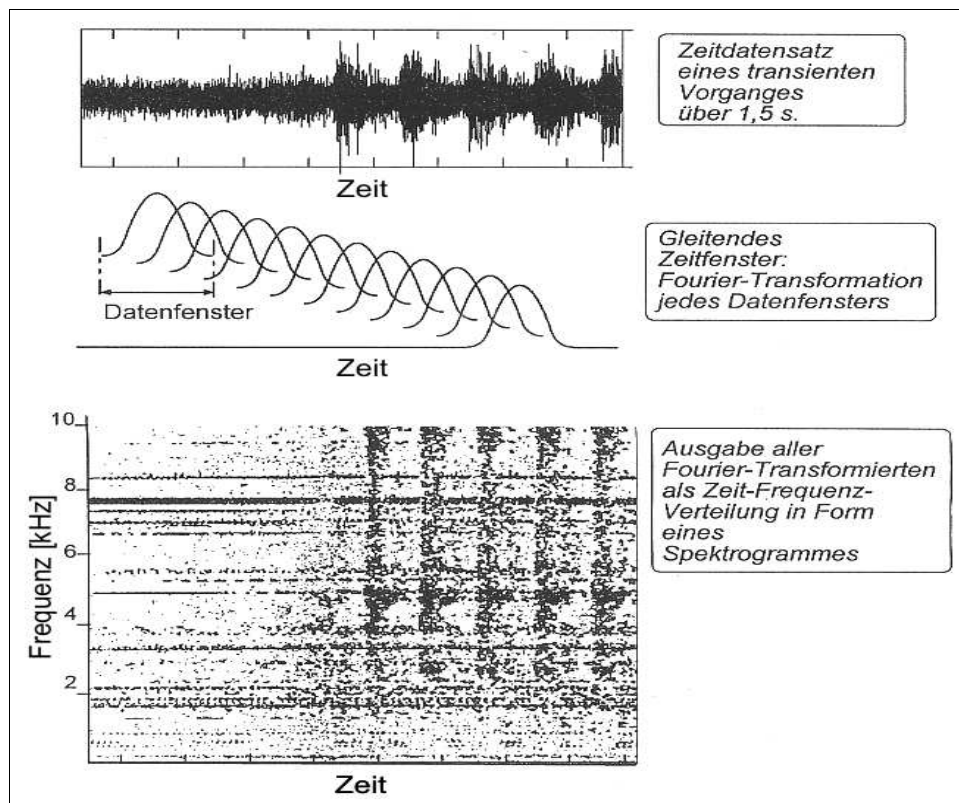 Zeitdatensatz
eines transienten
Vorganges
über 1,5 s.
Zeit
Gleitendes
Zeitfenster:
Fourier-Transformation
jedes Datenfensters
Datenfenster
Zeit
Ausgabe aller
Fourier-Transformierten
als Zeit-Frequenz-
Verteilung in Form
eines
Spektrogrammes
Frequenz [kHz]
10
8
6
4
2
Zeit